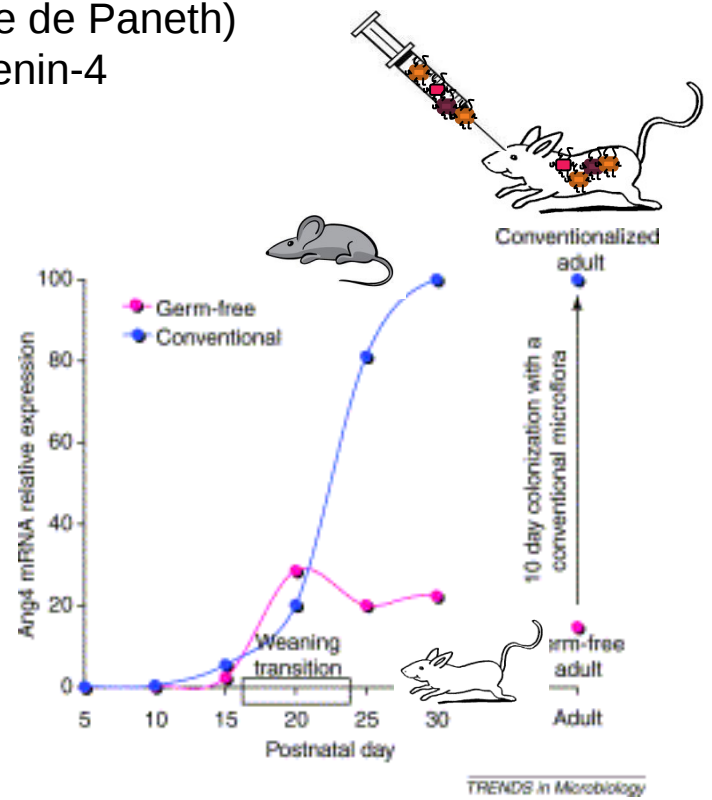 e de Paneth)
enin-4
Conventionalized
adult
100
Germ-free
Conventional
80
60
40
20
0
Ang4 mRNA relative expression
10 day colonization with a
conventional microflora
Weaning
transition
erm-free
adult
5 10 15 20 25 30 Adult
Postnatal day
TRENDS in Microbiology